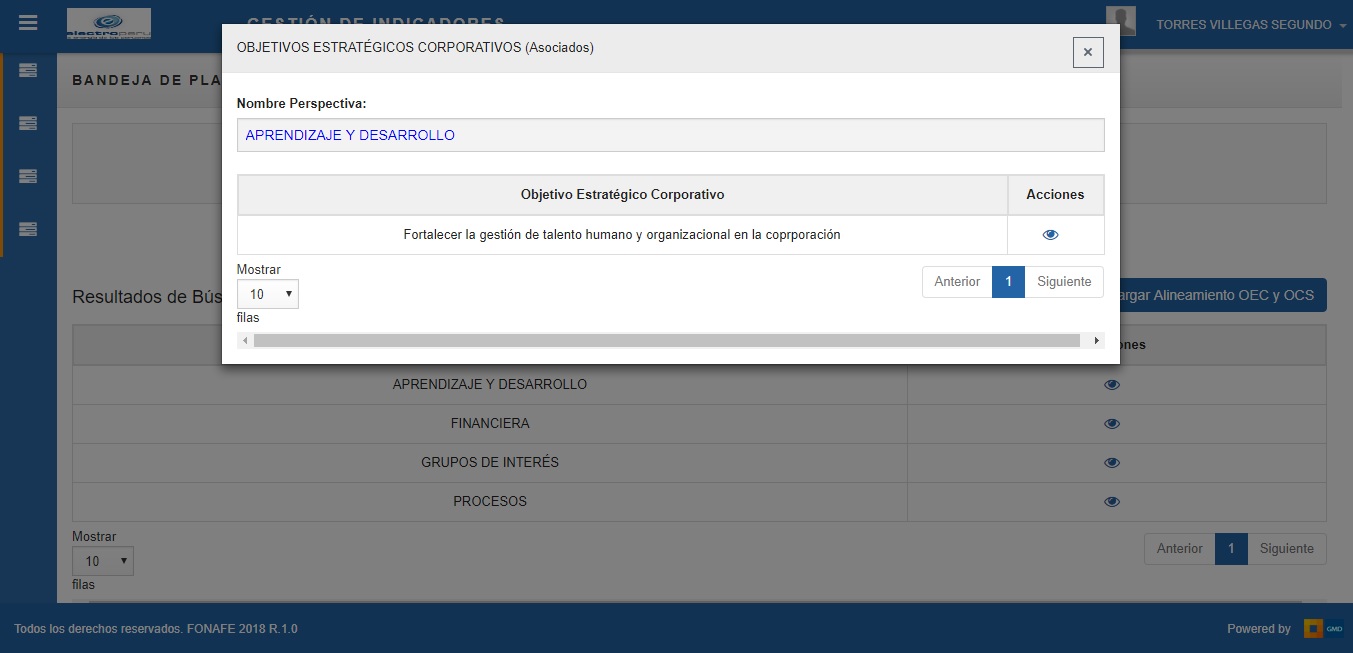 GESTIÓN DE INDICADORES
electroperu
TORRES VILLEGAS SEGUNDO
BANDEJA DE PLA
OBJETIVOS ESTRATÉGICOS CORPORATIVOS (Asociados)
×
Nombre Perspectiva:
APRENDIZAJE Y DESARROLLO
Objetivo Estratégico Corporativo Acciones
Fortalecer la gestión de talento humano y organizacional en la coprporación
Mostrar
10
filas
Anterior 1 Siguiente
Resultados de Bús
argar Alineamiento OEC y OCS
ones
APRENDIZAJE Y DESARROLLO
FINANCIERA
GRUPOS DE INTERÉS
PROCESOS
Mostrar
10
filas
Anterior 1 Siguiente
Todos los derechos reservados. FONAFE 2018 R.1.0
Powered by GMD